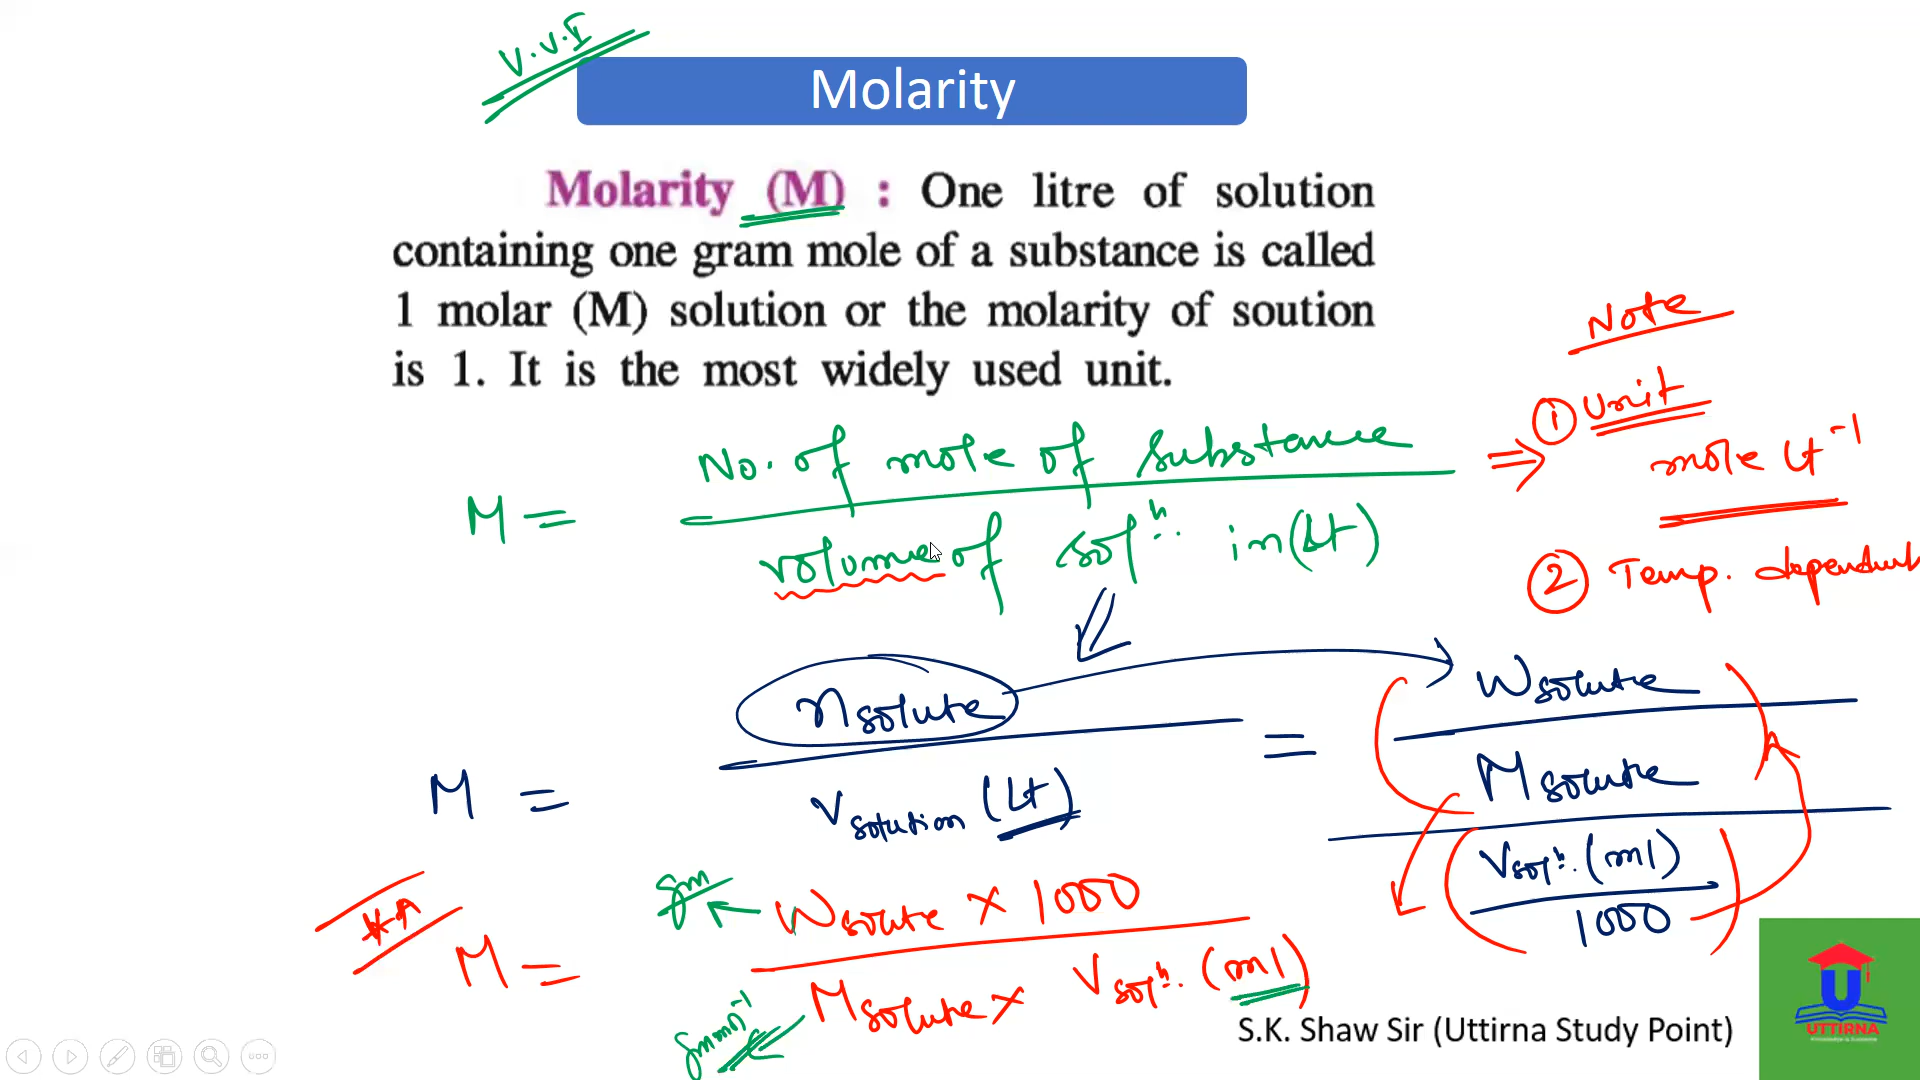 V.V.I
Molarity
Molarity (M) : One litre of solution
containing one gram mole of a substance is called
1 molar (M) solution or the molarity of soution
is 1. It is the most widely used unit.
Note
① Unit
mole Lt⁻¹
② Temp. dependent
M = No. of mole of substance
volume of solⁿ. in (Lt)
M = nsolute
Vsolution (Lt)
= Wsolute
Msolute
Vsolⁿ. (ml)
1000
gm
M = Wsolute × 1000
Msolute × Vsolⁿ. (ml)
gm mol⁻¹
S.K. Shaw Sir (Uttirna Study Point)
UTTIRNA